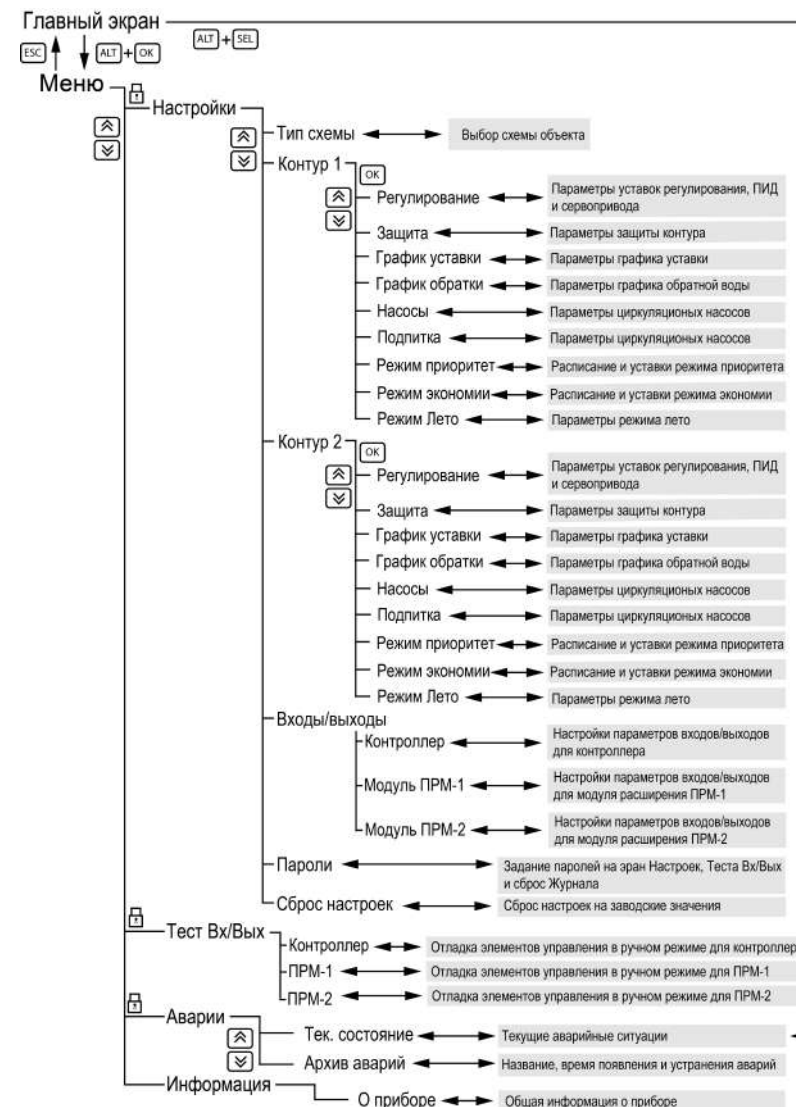 Главный экран
ESC ALT + OK ALT + SEL
Меню
Настройки
Тип схемы Выбор схемы объекта
Контур 1
OK
Регулирование Параметры уставок регулирования, ПИД
и сервопривода
Защита Параметры защиты контура
График уставки Параметры графика уставки
График обратки Параметры графика обратной воды
Насосы Параметры циркуляционых насосов
Подпитка Параметры циркуляционых насосов
Режим приоритет Расписание и уставки режима приоритета
Режим экономии Расписание и уставки режима экономии
Режим Лето Параметры режима лето
Контур 2
OK
Регулирование Параметры уставок регулирования, ПИД
и сервопривода
Защита Параметры защиты контура
График уставки Параметры графика уставки
График обратки Параметры графика обратной воды
Насосы Параметры циркуляционых насосов
Подпитка Параметры циркуляционых насосов
Режим приоритет Расписание и уставки режима приоритета
Режим экономии Расписание и уставки режима экономии
Режим Лето Параметры режима лето
Входы/выходы
Контроллер Настройки параметров входов/выходов
для контроллера
Модуль ПРМ-1 Настройки параметров входов/выходов
для модуля расширения ПРМ-1
Модуль ПРМ-2 Настройки параметров входов/выходов
для модуля расширения ПРМ-2
Пароли Задание паролей на эран Настроек, Теста Вх/Вых
и сброс Журнала
Сброс настроек Сброс настроек на заводские значения
Тест Вх/Вых
Контроллер Отладка элементов управления в ручном режиме для контроллер
ПРМ-1 Отладка элементов управления в ручном режиме для ПРМ-1
ПРМ-2 Отладка элементов управления в ручном режиме для ПРМ-2
Аварии
Тек. состояние Текущие аварийные ситуации
Архив аварий Название, время появления и устранения аварий
Информация
О приборе Общая информация о приборе